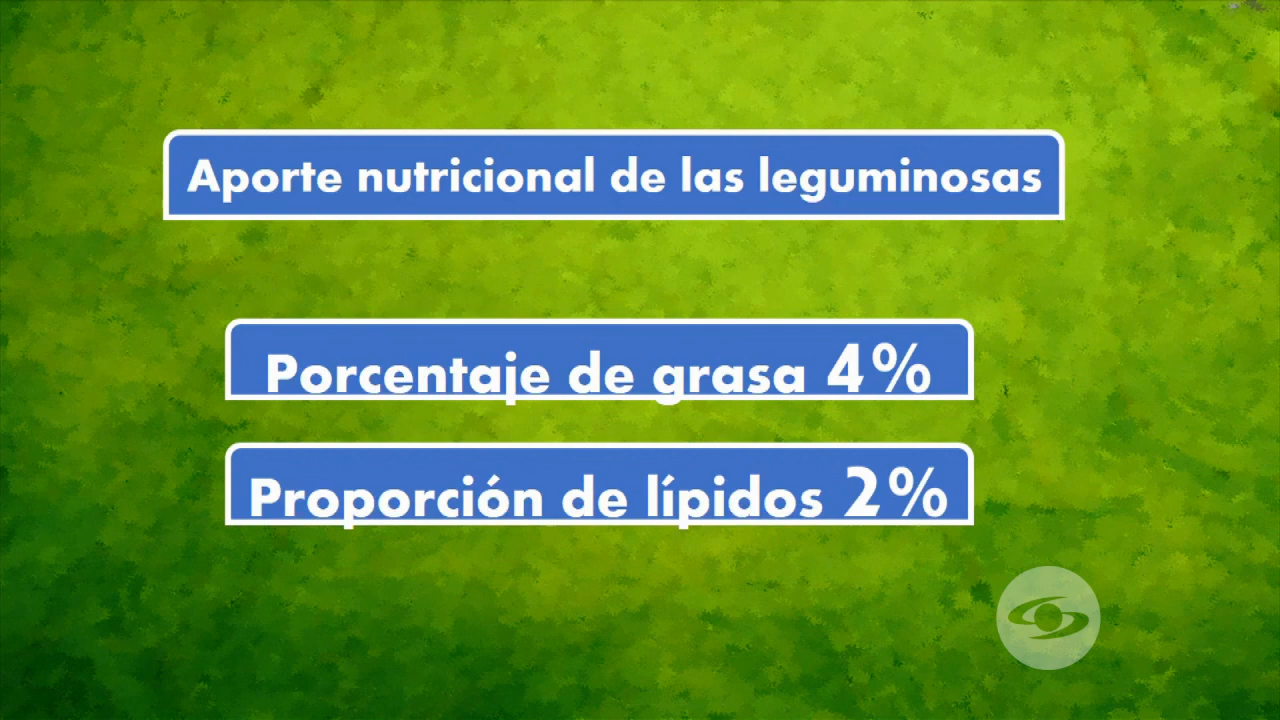 Aporte nutricional de las leguminosas
Porcentaje de grasa 4%
Proporción de lípidos 2%